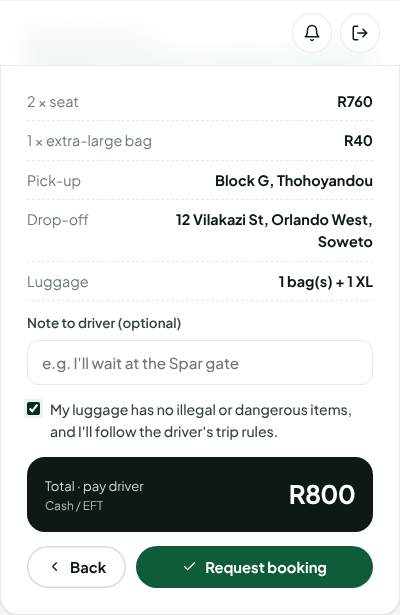 2 × seat R760
1 × extra-large bag R40
Pick-up Block G, Thohoyandou
Drop-off 12 Vilakazi St, Orlando West,
Soweto
Luggage 1 bag(s) + 1 XL
Note to driver (optional)
e.g. I'll wait at the Spar gate
My luggage has no illegal or dangerous items,
and I'll follow the driver's trip rules.
Total · pay driver R800
Cash / EFT
Back Request booking